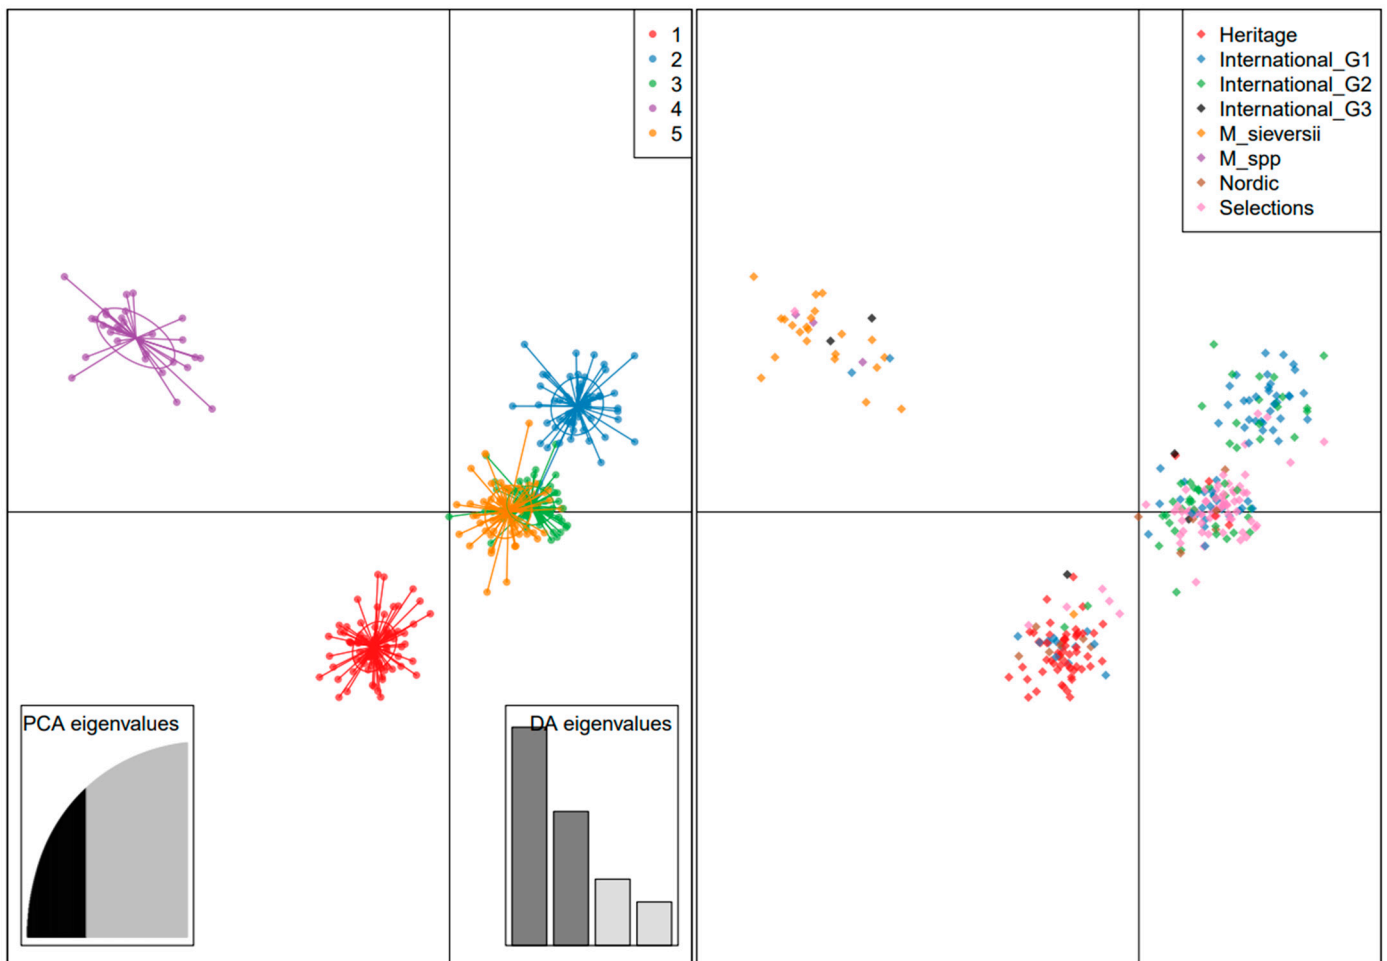 1
2
3
4
5
PCA eigenvalues
DA eigenvalues
Heritage
International_G1
International_G2
International_G3
M_sieversii
M_spp
Nordic
Selections